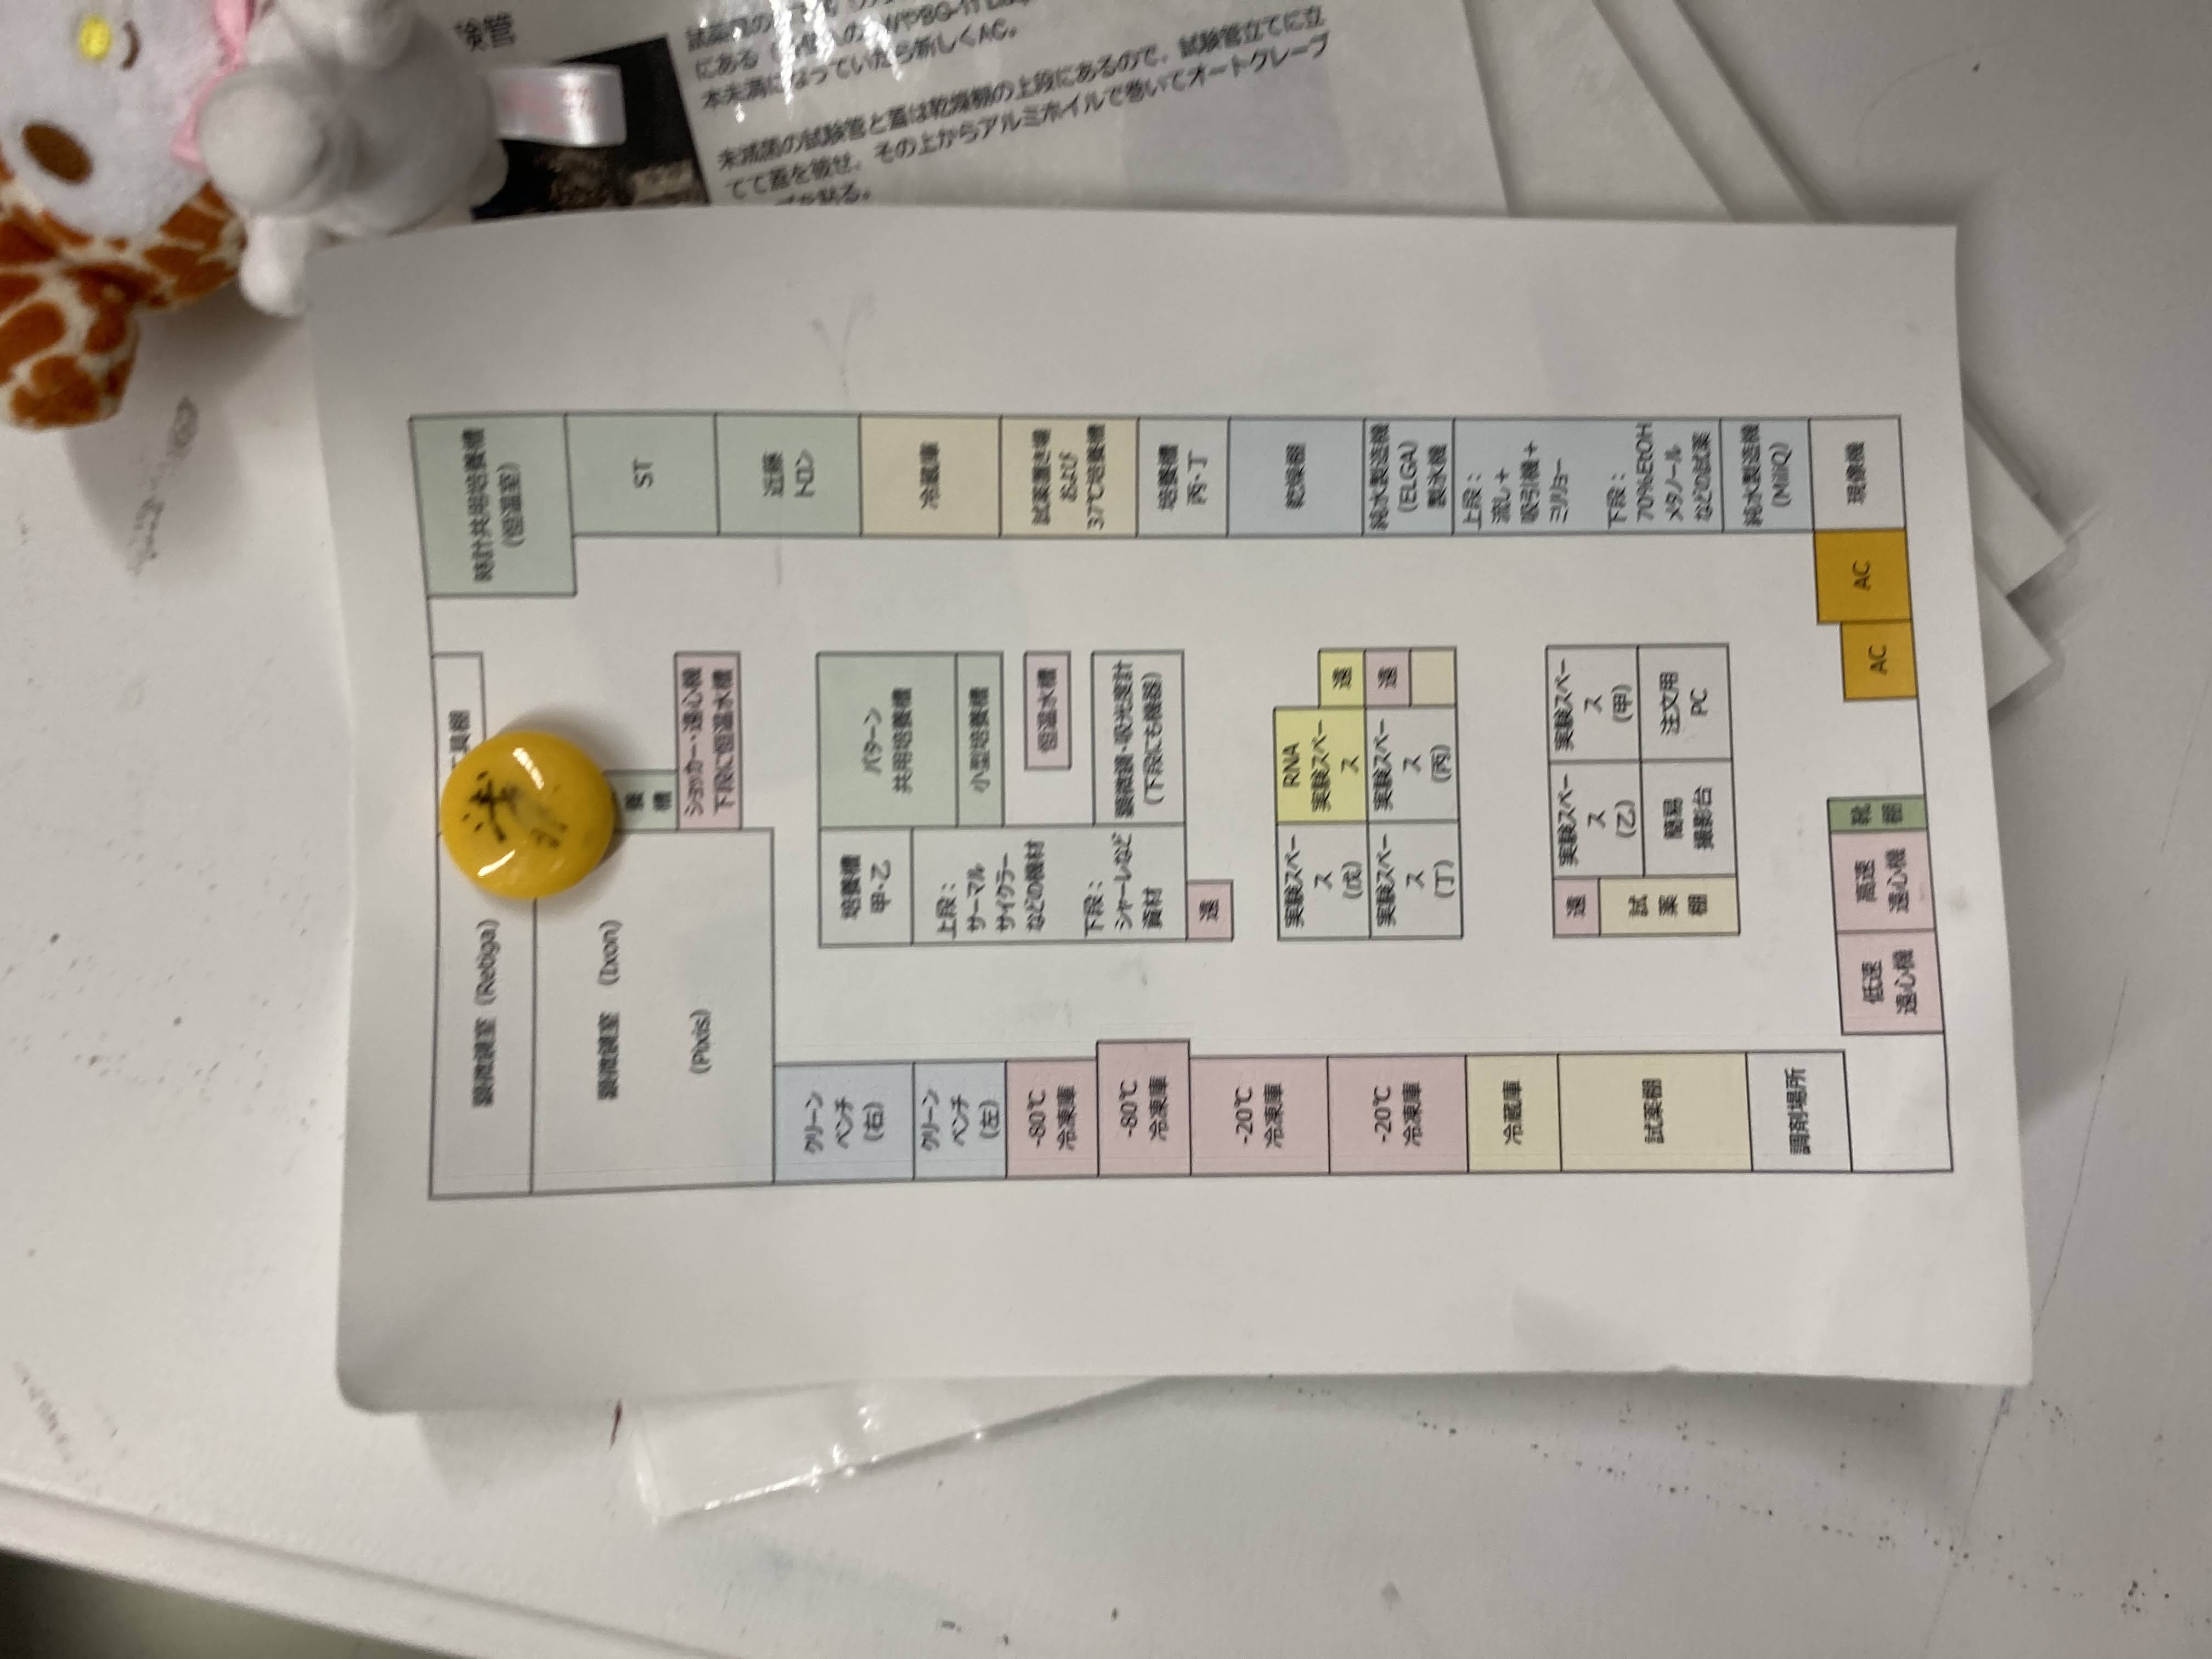 顕微鏡室（Retiga）
具棚
時計共用培養槽
（恒温室）
顕微鏡室　（Ixon）
（Pixis）
養
槽
ショッカー・遠心機
下段に恒温水槽
ST
近藤
トロン
クリーン
ベンチ
（右）
クリーン
ベンチ
（左）
培養槽
甲・乙
パターン
共用培養槽
小型培養槽
上段：
サーマル
サイクラー
などの機材
下段：
シャーレなど
資材
恒温水槽
顕微鏡・吸光度計
（下段にも機器）
遠
冷蔵庫
試薬置き場
および
37℃培養槽
培養槽
丙・丁
乾燥棚
純水製造機
（ELGA）
製氷機
-80℃
冷凍庫
-80℃
冷凍庫
-20℃
冷凍庫
-20℃
冷凍庫
冷蔵庫
試薬棚
調剤場所
実験スペー
ス
（戊）
RNA
実験スペー
ス
遠
実験スペー
ス
（丁）
実験スペー
ス
（丙）
遠
遠
試
薬
棚
実験スペー
ス
（乙）
実験スペー
ス
（甲）
簡易
撮影台
注文用
PC
上段：
流し＋
吸引機＋
ミリリョー
下段：
70%EtOH
メタノール
などの試薬
純水製造機
（MiliQ）
現像機
低速
遠心機
高速
遠心機
靴
棚
AC
AC